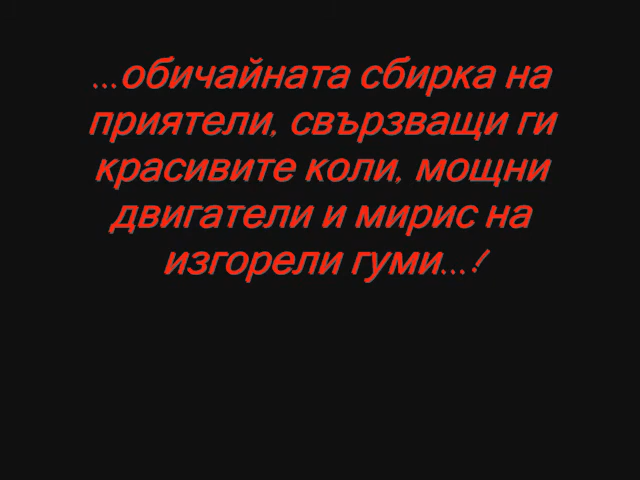 ...обичайната сбирка на
приятели, свързващи ги
красивите коли, мощни
двигатели и мирис на
изгорели гуми...!